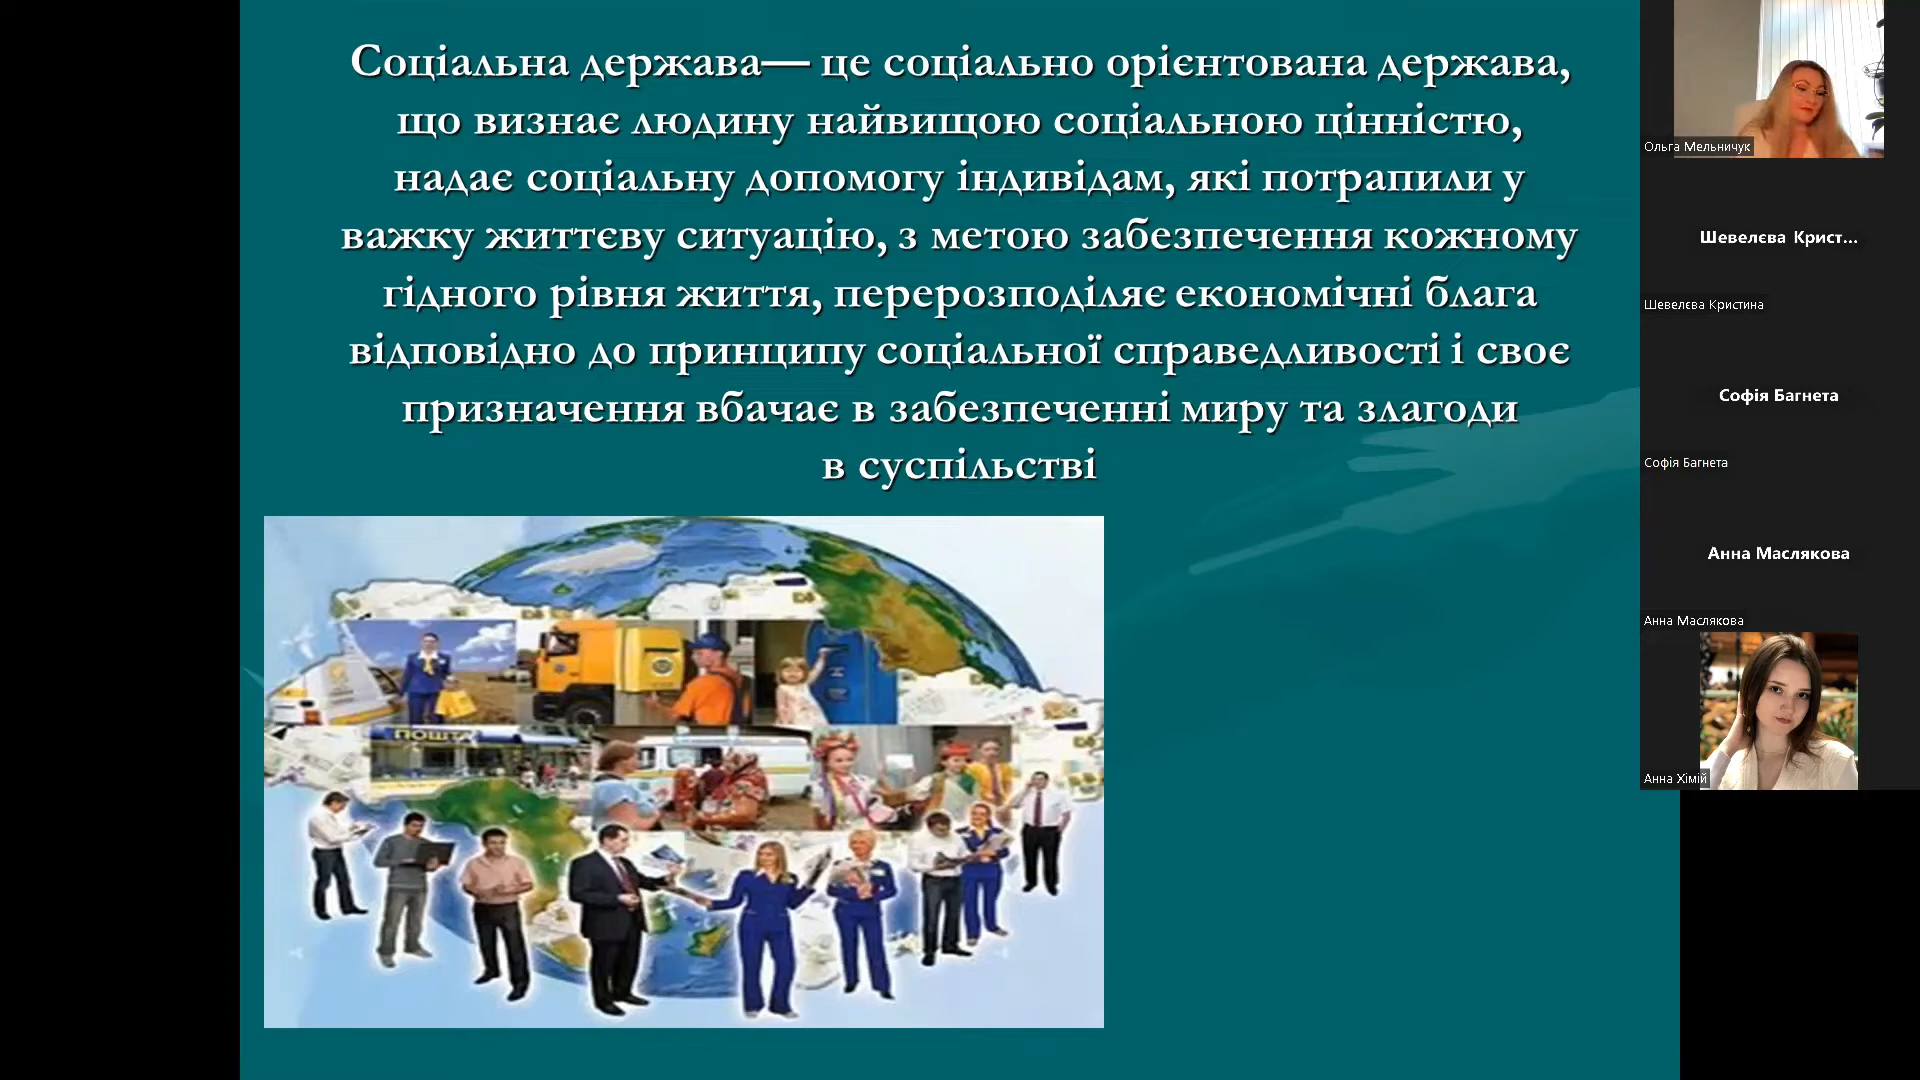 Соціальна держава— це соціально орієнтована держава,
що визнає людину найвищою соціальною цінністю,
надає соціальну допомогу індивідам, які потрапили у
важку життєву ситуацію, з метою забезпечення кожному
гідного рівня життя, перерозподіляє економічні блага
відповідно до принципу соціальної справедливості і своє
призначення вбачає в забезпеченні миру та злагоди
в суспільстві
ПОШТА
Ольга Мельничук
Шевелєва Крист...
Шевелєва Кристина
Софія Багнета
Софія Багнета
Анна Маслякова
Анна Маслякова
Анна Хімій